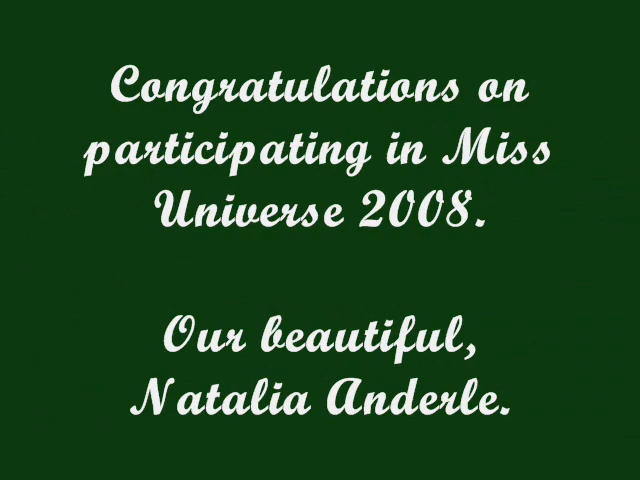 Congratulations on
participating in Miss
Universe 2008.
Our beautiful,
Natalia Anderle.